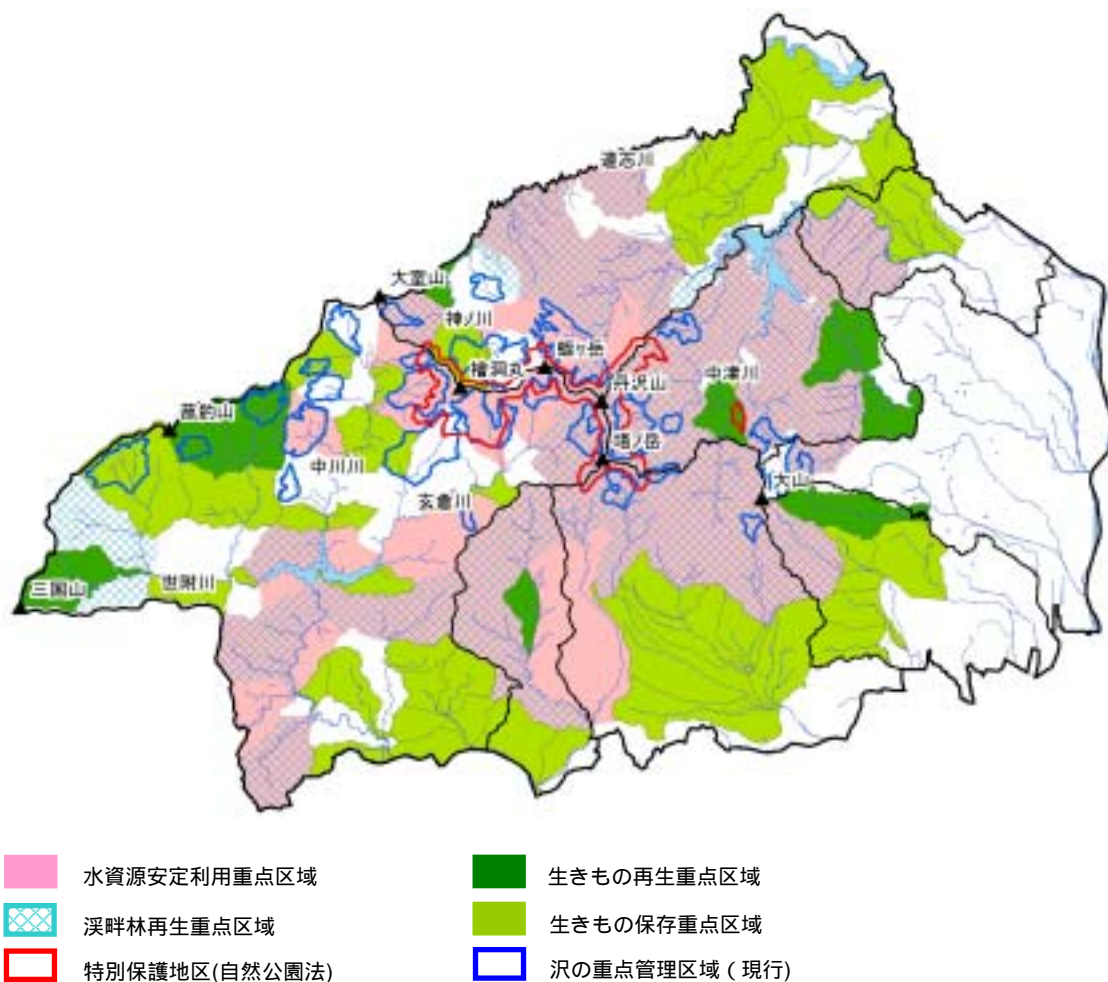 道志川
大室山
神ノ川
蛭ヶ岳
檜洞丸
丹沢山
中津川
菰釣山
塔ノ岳
中川川
大山
玄倉川
世附川
三国山
水資源安定利用重点区域
生きもの再生重点区域
渓畔林再生重点区域
生きもの保存重点区域
特別保護地区(自然公園法)
沢の重点管理区域(現行)